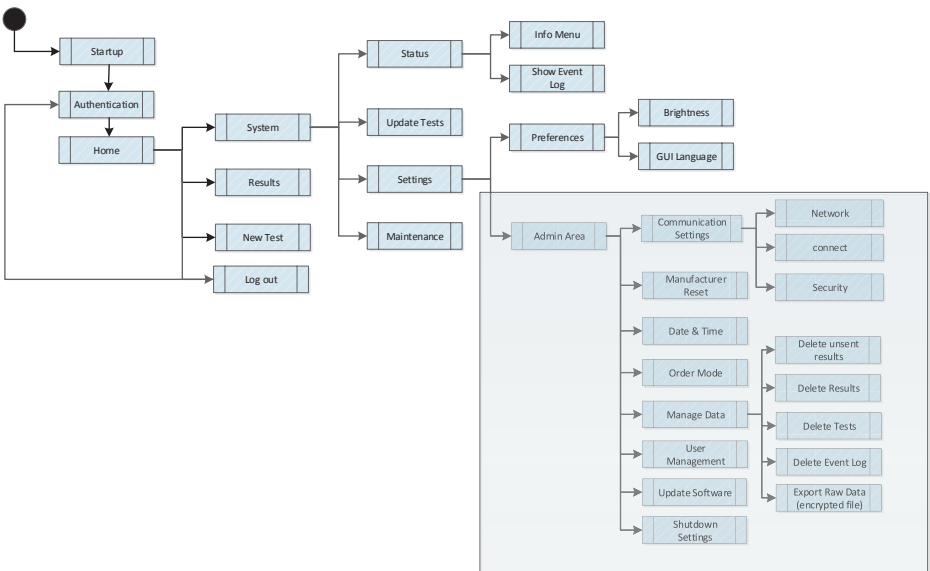 Startup
Authentication
Home
System
Results
New Test
Log out
Status
Update Tests
Settings
Maintenance
Info Menu
Show Event
Log
Preferences
Brightness
GUI Language
Admin Area
Communication
Settings
Network
connect
Security
Manufacturer
Reset
Date & Time
Order Mode
Manage Data
User
Management
Update Software
Shutdown
Settings
Delete unsent
results
Delete Results
Delete Tests
Delete Event Log
Export Raw Data
(encrypted file)